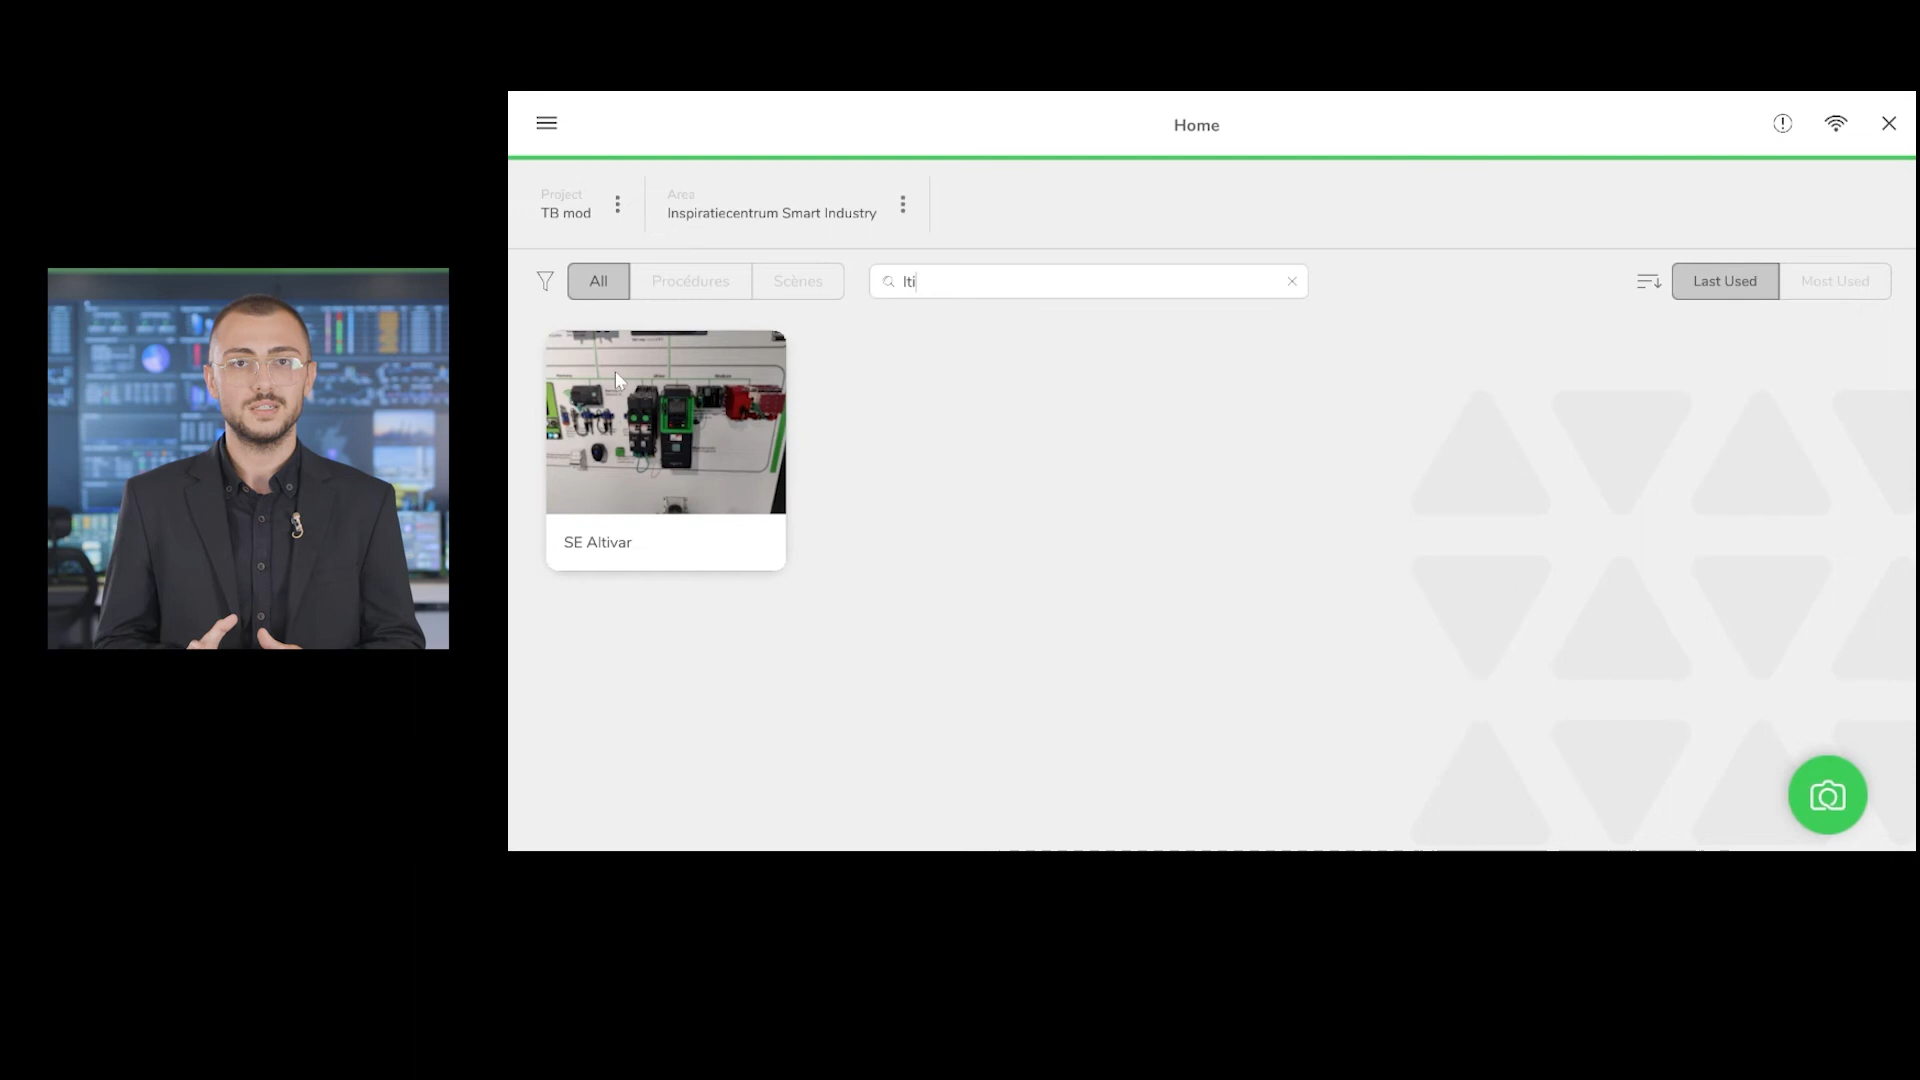 Home
Project
TB mod
Area
Inspiratiecentrum Smart Industry
All
Procédures
Scènes
lti
Last Used
Most Used
SE Altivar